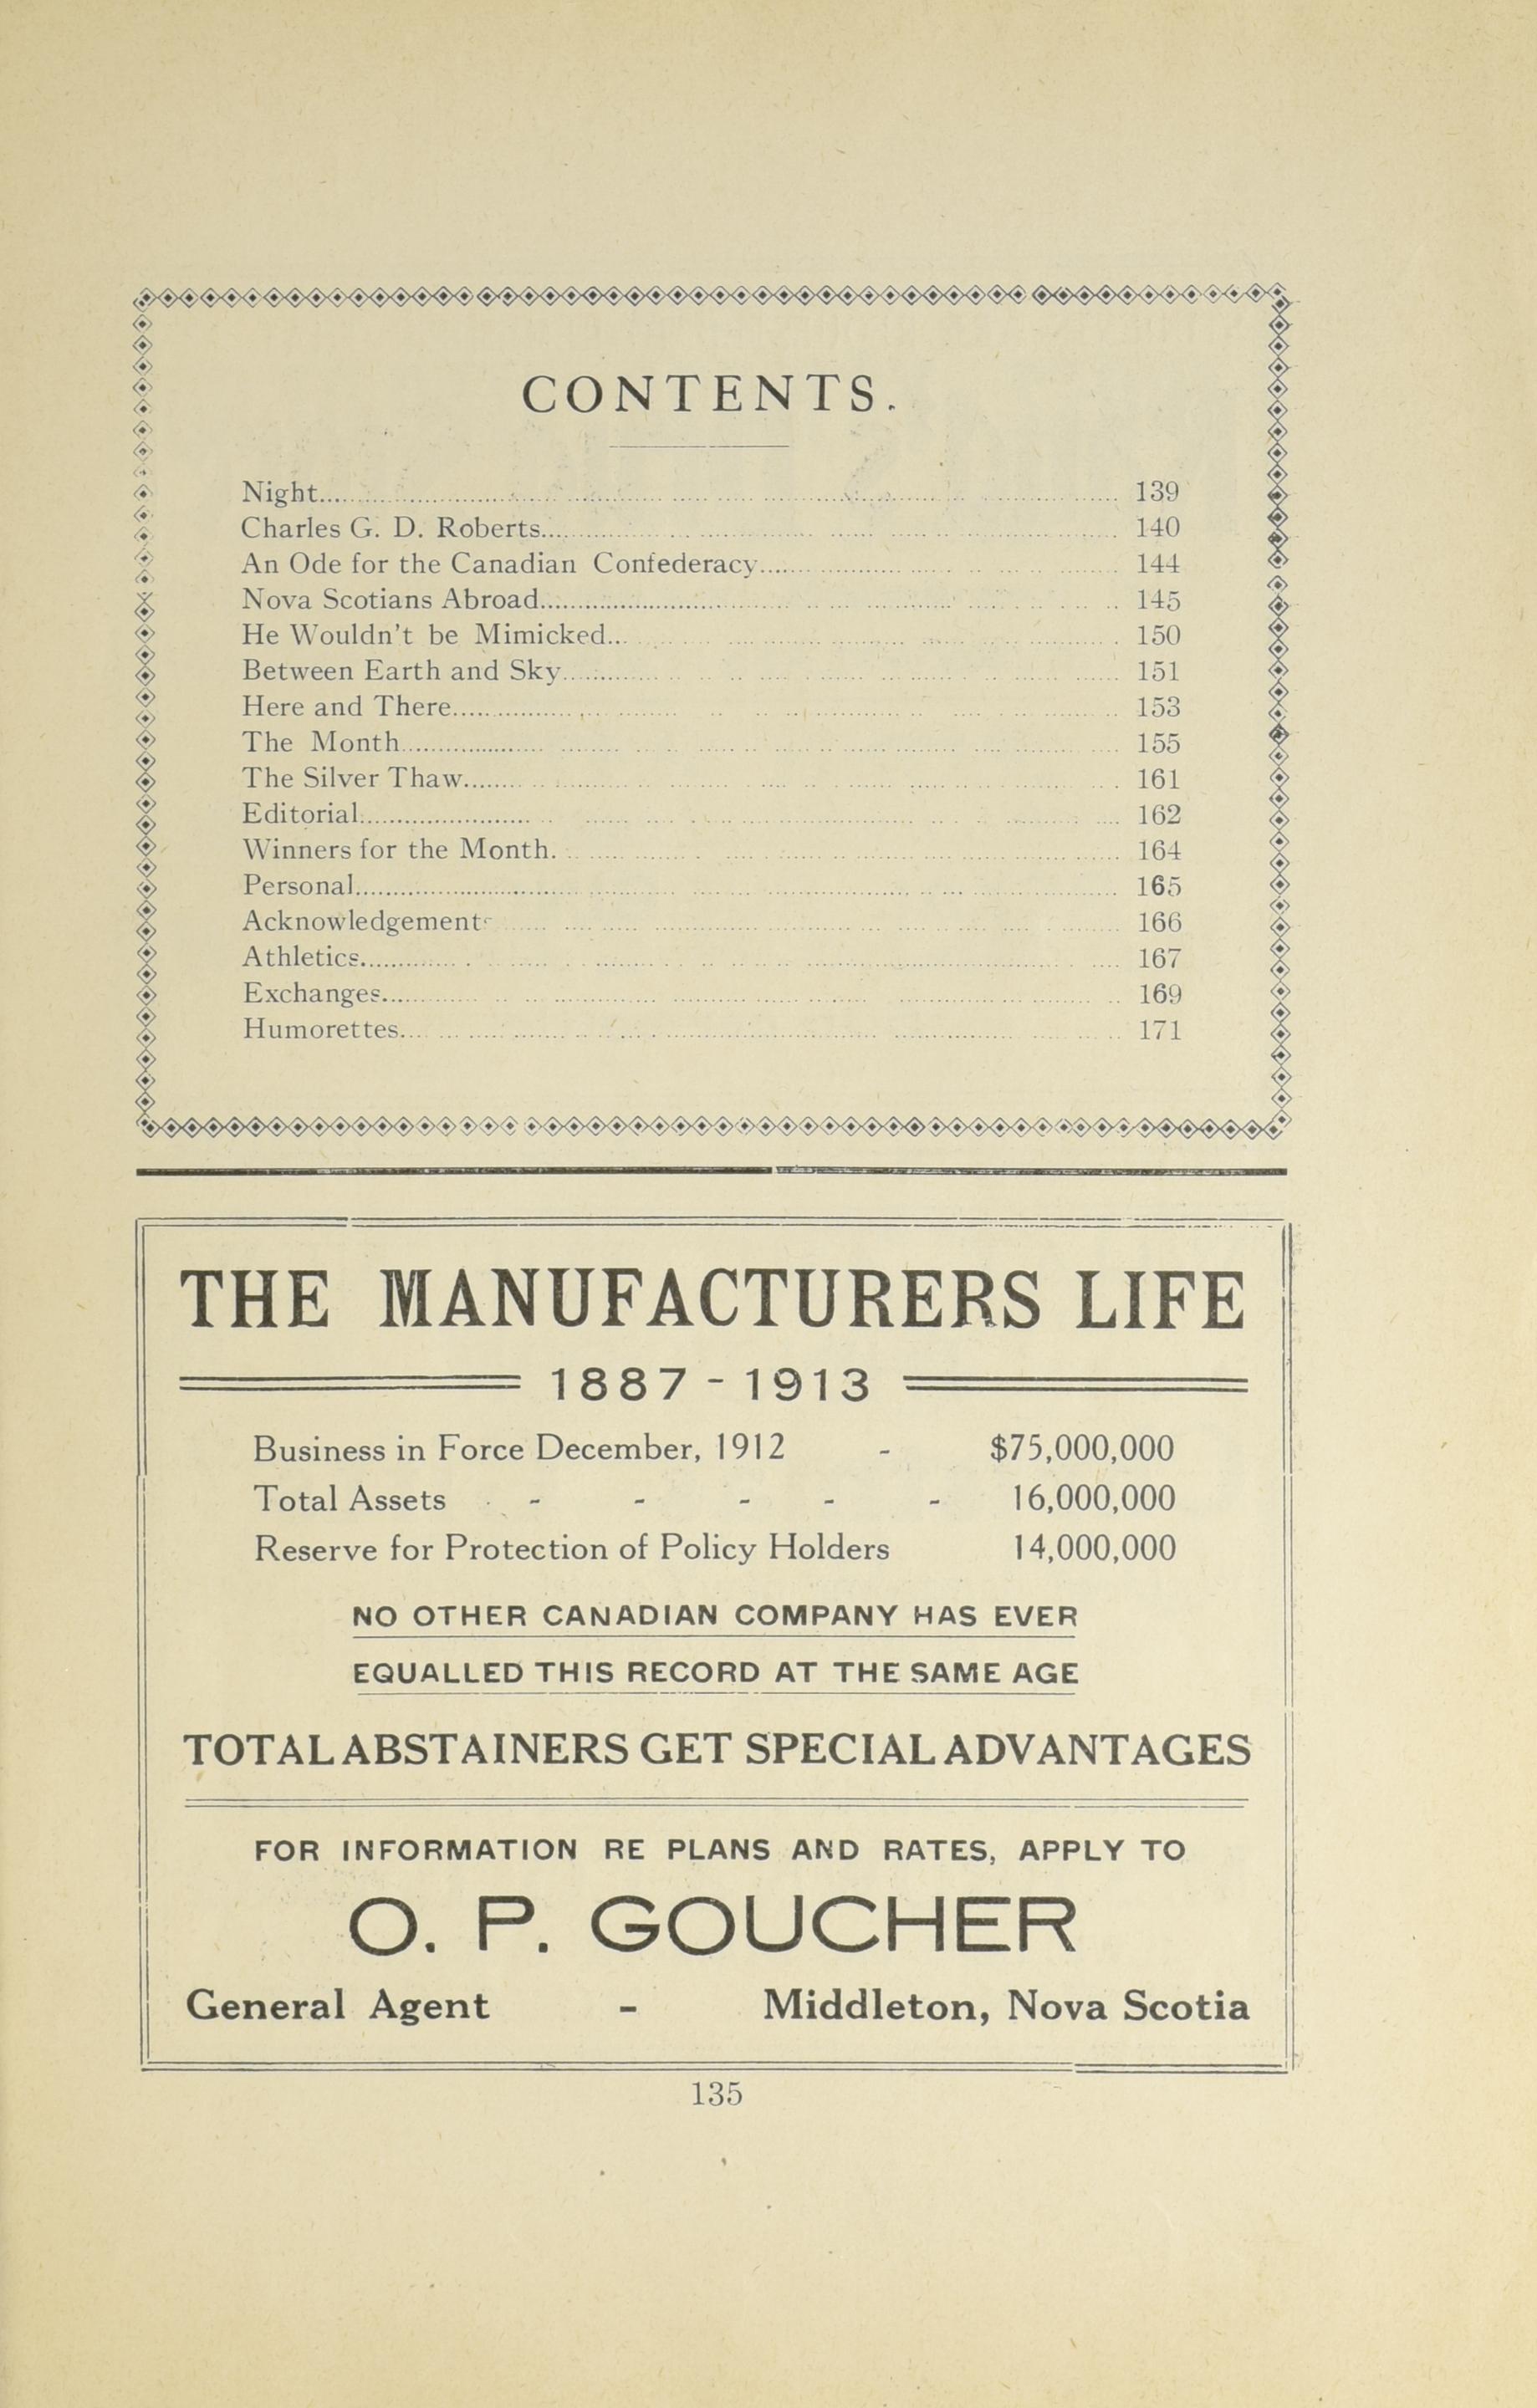 CONTENTS.
Night 139
Charles G. D. Roberts 140
An Ode for the Canadian Confederacy 144
Nova Scotians Abroad 145
He Wouldn't be Mimicked 150
Between Earth and Sky 151
Here and There 153
The Month 155
The Silver Thaw 161
Editorial 162
Winners for the Month. 164
Personal 165
Acknowledgements 166
Athletics 167
Exchanges 169
Humorettes 171
THE MANUFACTURERS LIFE
1887 - 1913
Business in Force December, 1912 - $75,000,000
Total Assets - - - - - 16,000,000
Reserve for Protection of Policy Holders 14,000,000
NO OTHER CANADIAN COMPANY HAS EVER
EQUALLED THIS RECORD AT THE SAME AGE
TOTAL ABSTAINERS GET SPECIAL ADVANTAGES
FOR INFORMATION RE PLANS AND RATES, APPLY TO
O. P. GOUCHER
General Agent - Middleton, Nova Scotia
135